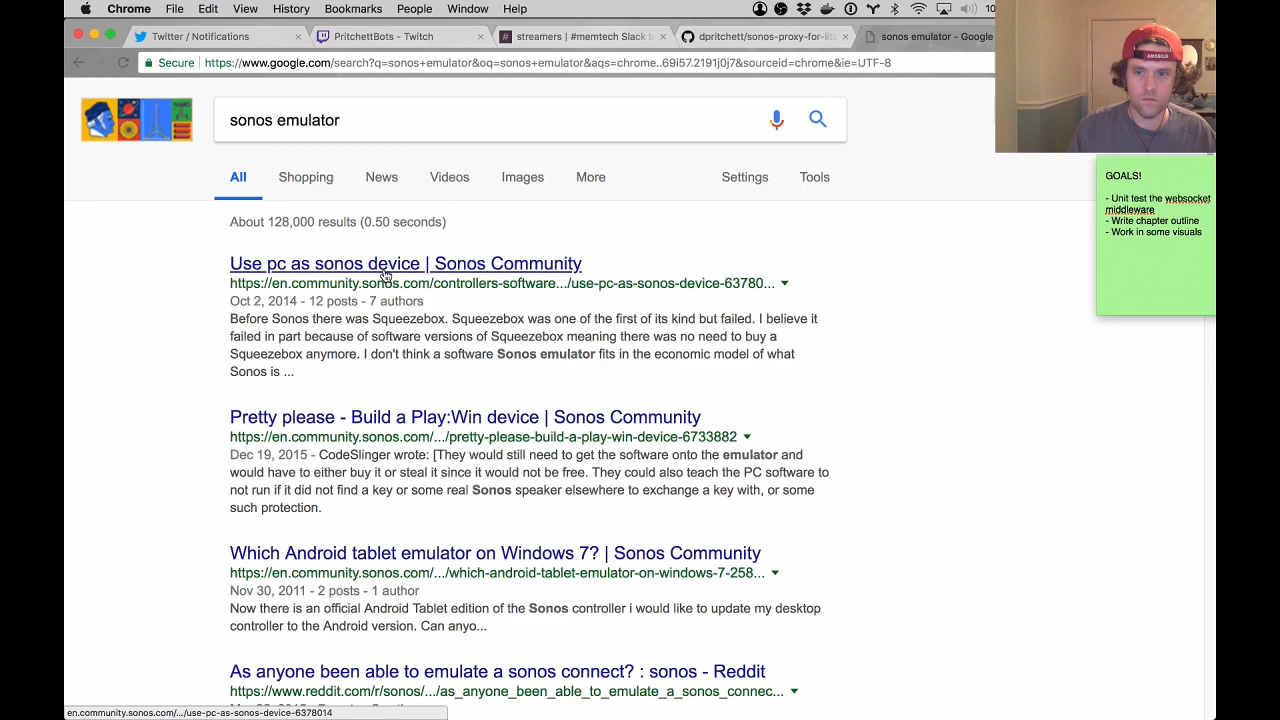 Chrome File Edit View History Bookmarks People Window Help 10
Twitter / Notifications
PritchettBots - Twitch
streamers | #memtech Slack
dpritchett/sonos-proxy-for-lita
sonos emulator - Google
Secure https://www.google.com/search?q=sonos+emulator&oq=sonos+emulator&aqs=chrome..69i57.2191j0j7&sourceid=chrome&ie=UTF-8
sonos emulator
All Shopping News Videos Images More Settings Tools
About 128,000 results (0.50 seconds)
Use pc as sonos device | Sonos Community
https://en.community.sonos.com/controllers-software.../use-pc-as-sonos-device-63780...
Oct 2, 2014 - 12 posts - 7 authors
Before Sonos there was Squeezebox. Squeezebox was one of the first of its kind but failed. I believe it
failed in part because of software versions of Squeezebox meaning there was no need to buy a
Squeezebox anymore. I don't think a software Sonos emulator fits in the economic model of what
Sonos is ...
Pretty please - Build a Play:Win device | Sonos Community
https://en.community.sonos.com/.../pretty-please-build-a-play-win-device-6733882
Dec 19, 2015 - CodeSlinger wrote: [They would still need to get the software onto the emulator and
would have to either buy it or steal it since it would not be free. They could also teach the PC software to
not run if it did not find a key or some real Sonos speaker elsewhere to exchange a key with, or some
such protection.
Which Android tablet emulator on Windows 7? | Sonos Community
https://en.community.sonos.com/.../which-android-tablet-emulator-on-windows-7-258...
Nov 30, 2011 - 2 posts - 1 author
Now there is an official Android Tablet edition of the Sonos controller i would like to update my desktop
controller to the Android version. Can anyo...
As anyone been able to emulate a sonos connect? : sonos - Reddit
https://www.reddit.com/r/sonos/.../as_anyone_been_able_to_emulate_a_sonos_connec...
en.community.sonos.com/.../use-pc-as-sonos-device-6378014
GOALS!
- Unit test the websocket
middleware
- Write chapter outline
- Work in some visuals